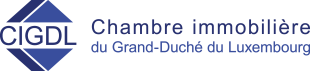 CIGDL
Chambre immobilière
du Grand-Duché du Luxembourg